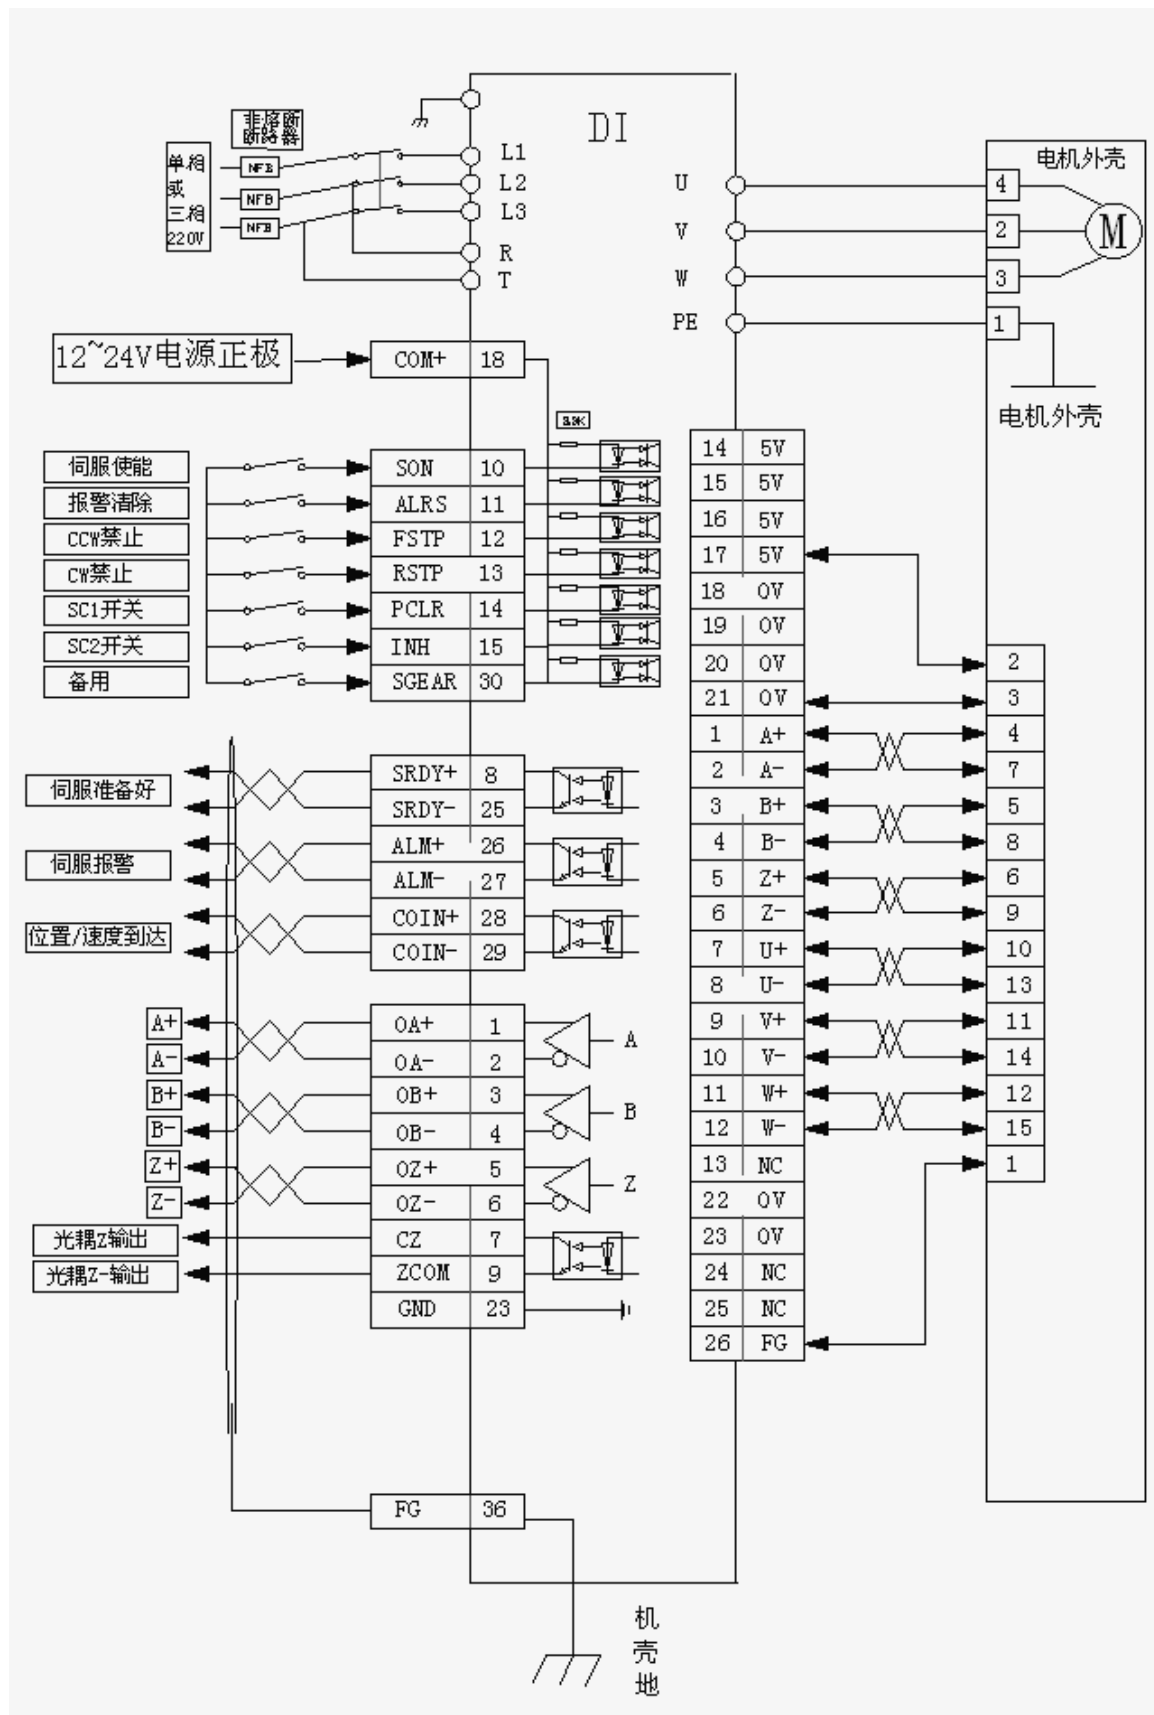 DI
非熔断
断路器
单相
或
三相
220V
NFB
NFB
NFB
L1
L2
L3
R
T
U
V
W
PE
电机外壳
4
2
3
1
M
电机外壳
12~24V电源正极
COM+ 18
伺服使能
SON 10
报警清除
ALRS 11
CCW禁止
FSTP 12
CW禁止
RSTP 13
SC1开关
PCLR 14
SC2开关
INH 15
备用
SGEAR 30
伺服准备好
SRDY+ 8
SRDY- 25
伺服报警
ALM+ 26
ALM- 27
位置/速度到达
COIN+ 28
COIN- 29
A+
OA+ 1
A-
OA- 2
A
B+
OB+ 3
B-
OB- 4
B
Z+
OZ+ 5
Z-
OZ- 6
Z
光耦Z输出
CZ 7
光耦Z-输出
ZCOM 9
GND 23
FG 36
机
壳
地
14 5V
15 5V
16 5V
17 5V
18 0V
19 0V
20 0V
21 0V
1 A+
2 A-
3 B+
4 B-
5 Z+
6 Z-
7 U+
8 U-
9 V+
10 V-
11 W+
12 W-
13 NC
22 0V
23 0V
24 NC
25 NC
26 FG
2
3
4
7
5
8
6
9
10
13
11
14
12
15
1